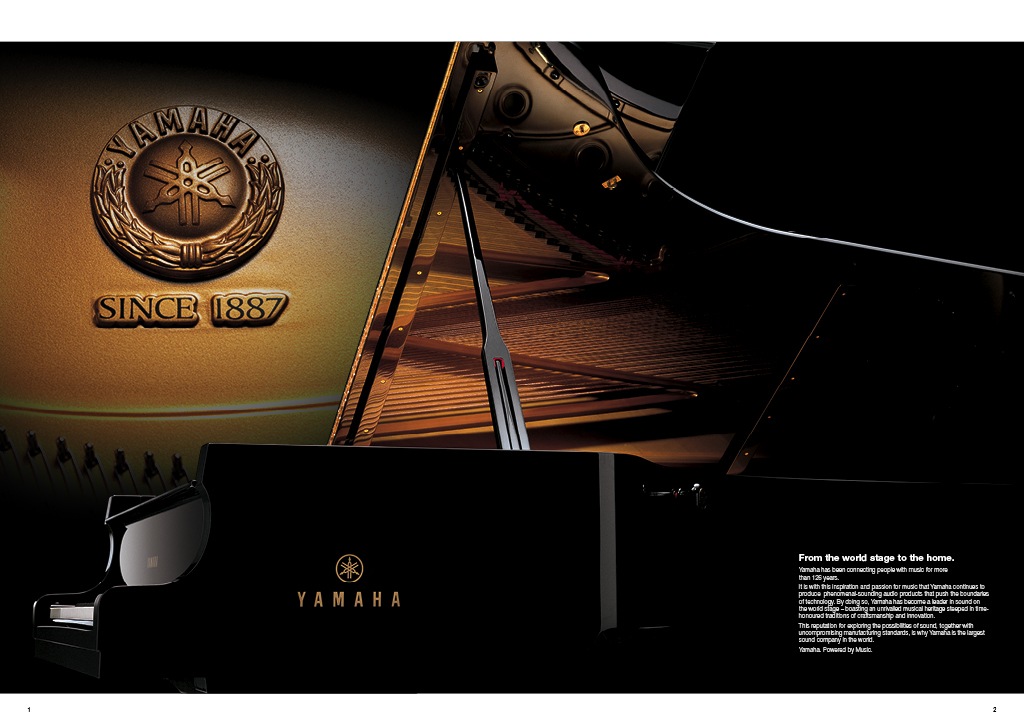 YAMAHA
SINCE 1887
YAMAHA
From the world stage to the home.
Yamaha has been connecting people with music for more
than 125 years.
It is with this inspiration and passion for music that Yamaha continues to
produce phenomenal-sounding audio products that push the boundaries
of technology. By doing so, Yamaha has become a leader in sound on
the world stage – boasting an unrivalled musical heritage steeped in time-
honoured traditions of craftsmanship and innovation.
This reputation for exploring the possibilities of sound, together with
uncompromising manufacturing standards, is why Yamaha is the largest
sound company in the world.
Yamaha. Powered by Music.
1
2